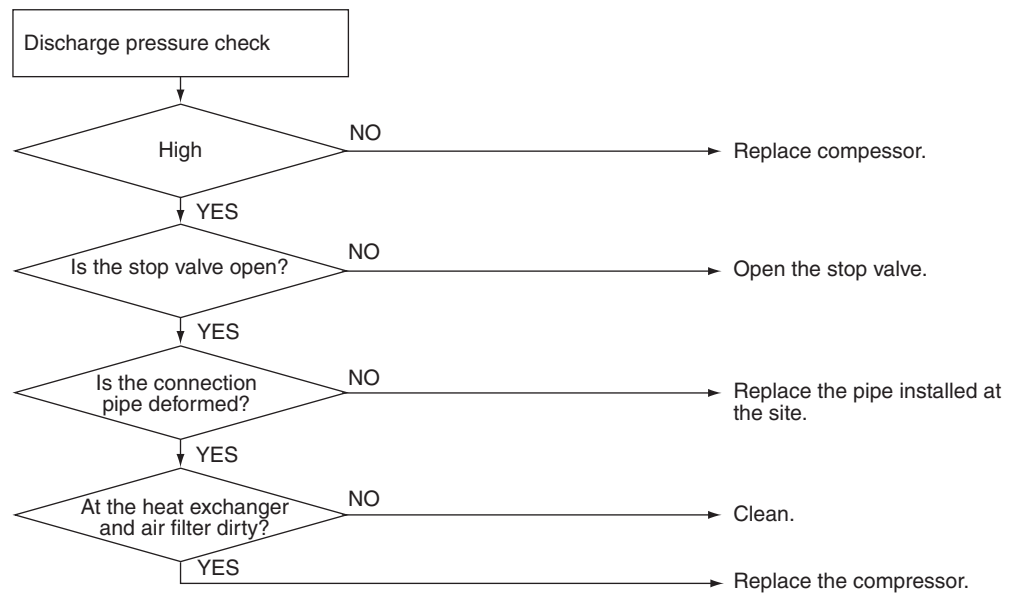 Discharge pressure check
High
NO
Replace compessor.
YES
Is the stop valve open?
NO
Open the stop valve.
YES
Is the connection
pipe deformed?
NO
Replace the pipe installed at
the site.
YES
At the heat exchanger
and air filter dirty?
NO
Clean.
YES
Replace the compressor.